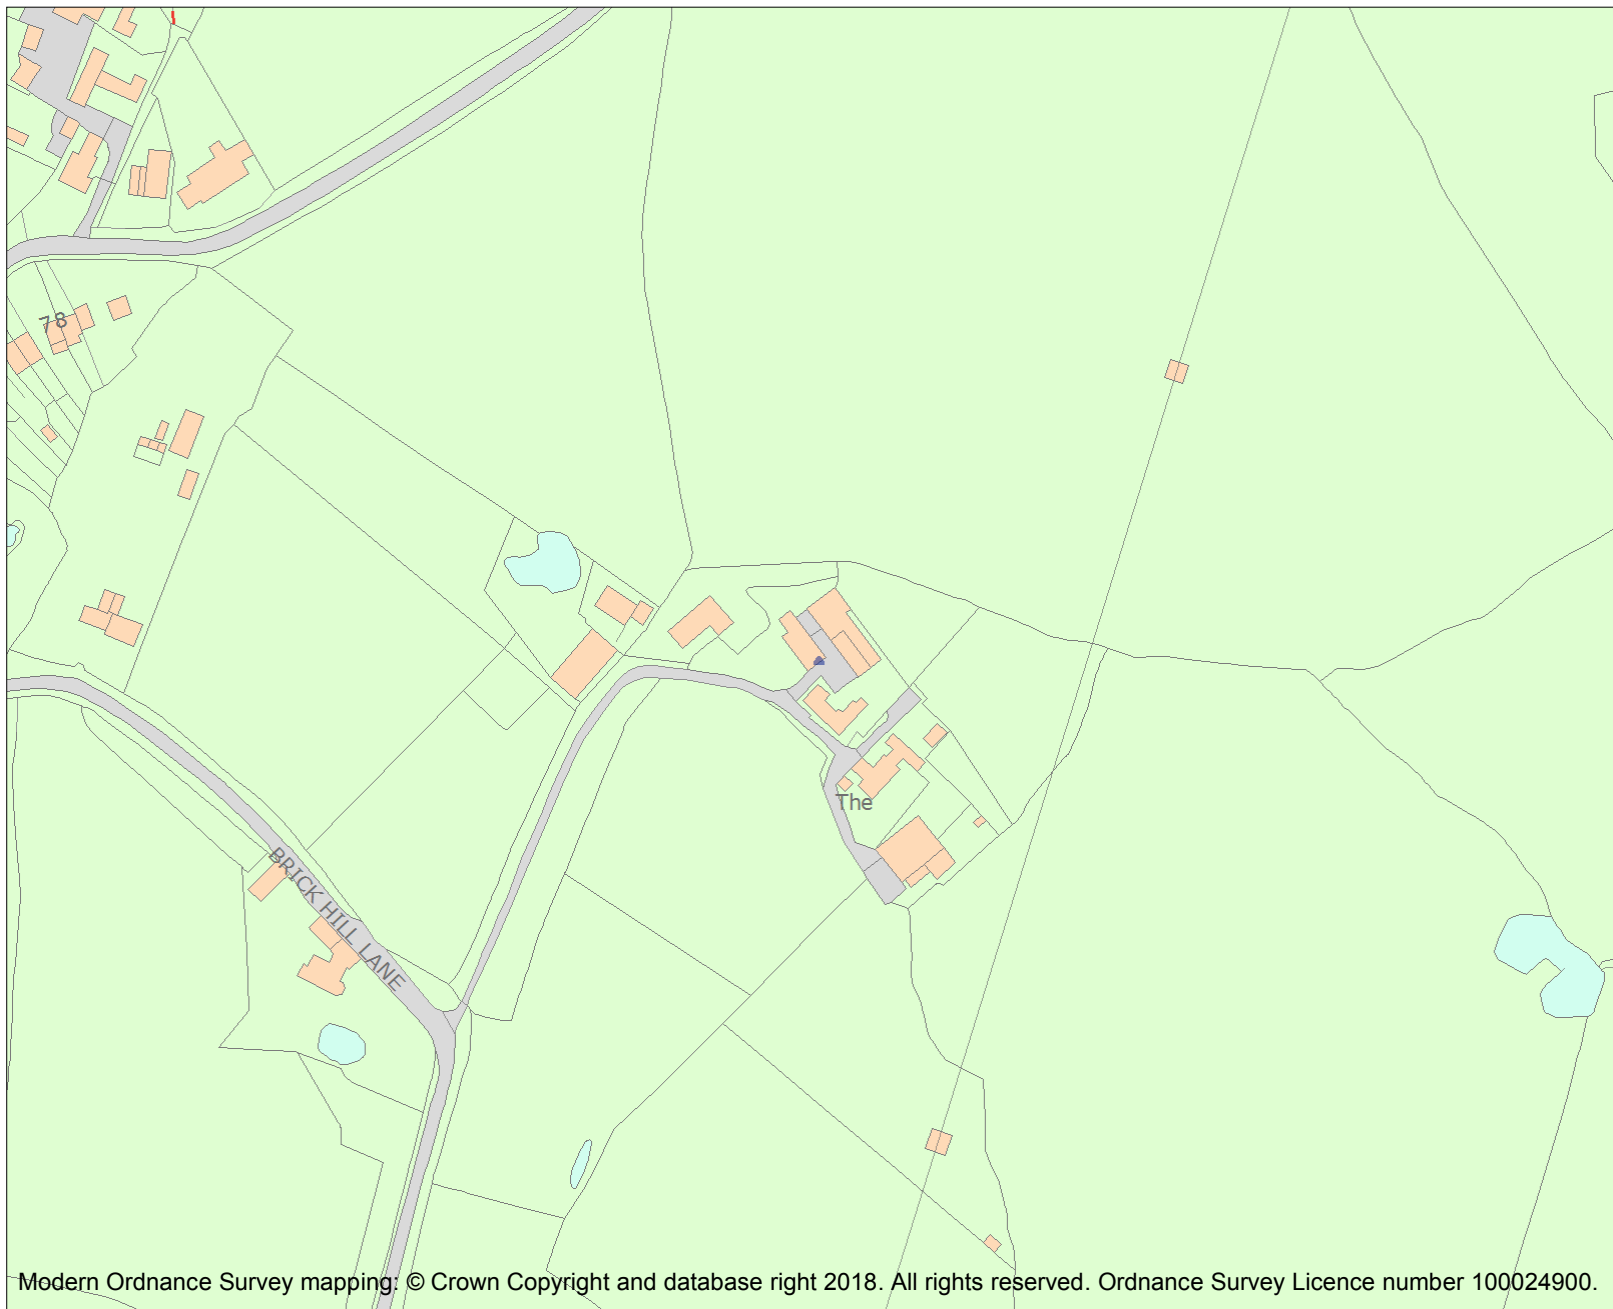 78
The
BRICK HILL LANE
Modern Ordnance Survey mapping: © Crown Copyright and database right 2018. All rights reserved. Ordnance Survey Licence number 100024900.